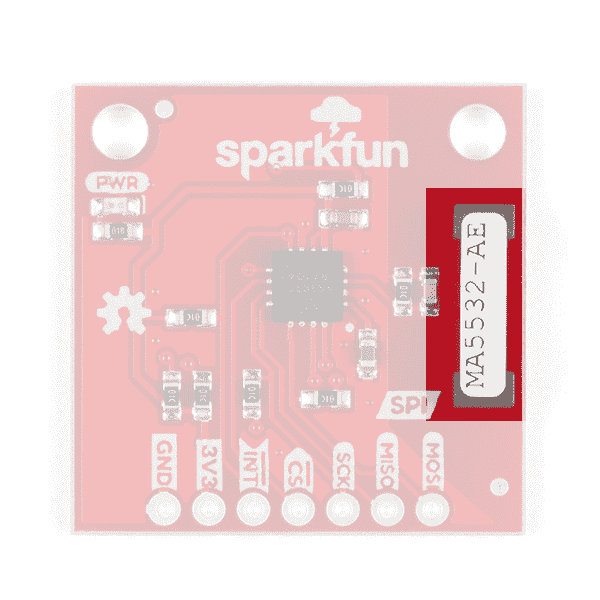 sparkfun
PWR
MA5532-AE
SPI
GND
3V3
INT
CS
SCK
MISO
MOSI